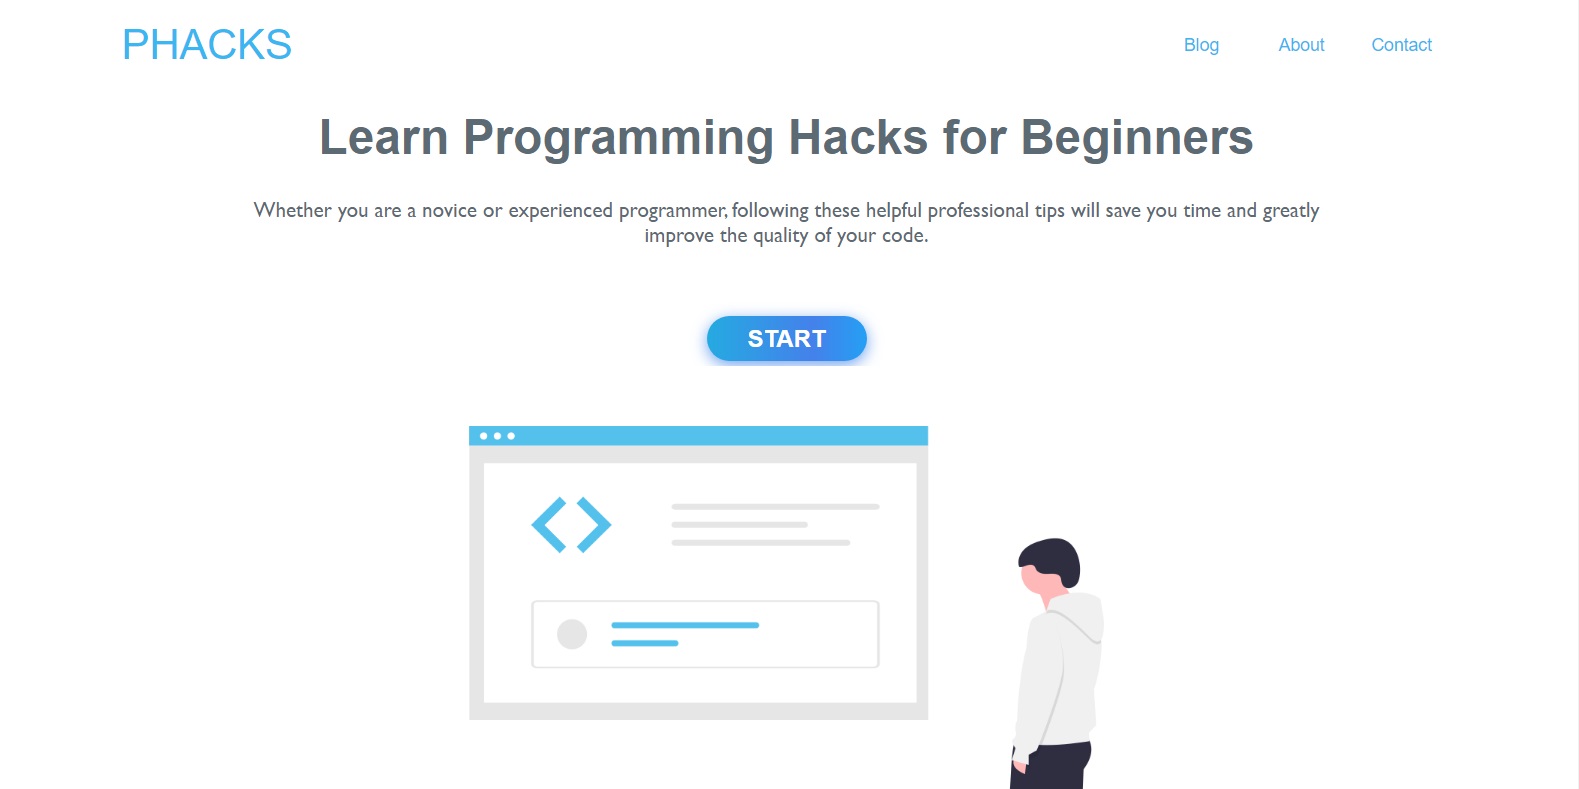 PHACKS
Blog About Contact
Learn Programming Hacks for Beginners
Whether you are a novice or experienced programmer, following these helpful professional tips will save you time and greatly
improve the quality of your code.
START